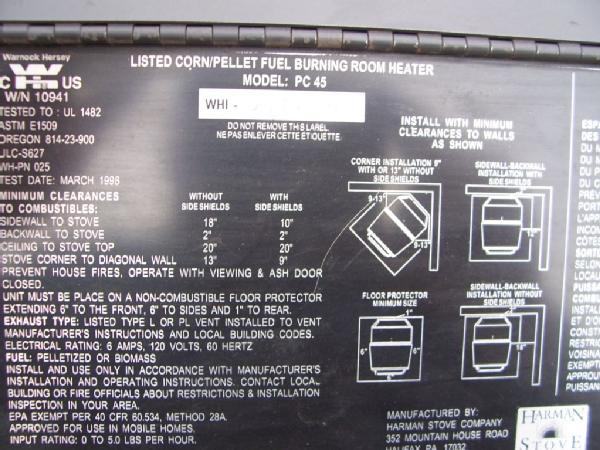 Warnock Hersey
C US
W/N 10941
TESTED TO: UL 1482
ASTM E1509
OREGON 814-23-900
ULC-S627
WH-PN 025
TEST DATE: MARCH 1998
LISTED CORN/PELLET FUEL BURNING ROOM HEATER
MODEL: PC 45
WHI -
DO NOT REMOVE THIS LABEL
NE PAS ENLEVER CETTE ETIQUETTE
MINIMUM CLEARANCES WITHOUT WITH
TO COMBUSTIBLES: SIDE SHIELDS SIDE SHIELDS
SIDEWALL TO STOVE 18" 10"
BACKWALL TO STOVE 2" 2"
CEILING TO STOVE TOP 20" 20"
STOVE CORNER TO DIAGONAL WALL 13" 9"
PREVENT HOUSE FIRES, OPERATE WITH VIEWING & ASH DOOR
CLOSED.
UNIT MUST BE PLACE ON A NON-COMBUSTIBLE FLOOR PROTECTOR
EXTENDING 6" TO THE FRONT, 6" TO SIDES AND 1" TO REAR.
EXHAUST TYPE: LISTED TYPE L OR PL VENT INSTALLED TO VENT
MANUFACTURER'S INSTRUCTIONS AND LOCAL BUILDING CODES.
ELECTRICAL RATING: 6 AMPS, 120 VOLTS, 60 HERTZ
FUEL: PELLETIZED OR BIOMASS
INSTALL AND USE ONLY IN ACCORDANCE WITH MANUFACTURER'S
INSTALLATION AND OPERATING INSTRUCTIONS. CONTACT LOCAL
BUILDING OR FIRE OFFICIALS ABOUT RESTRICTIONS & INSTALLATION
INSPECTION IN YOUR AREA.
EPA EXEMPT PER 40 CFR 60.534, METHOD 28A.
APPROVED FOR USE IN MOBILE HOMES.
INPUT RATING: 0 TO 5.0 LBS PER HOUR.
INSTALL WITH MINIMUM
CLEARANCES TO WALLS
AS SHOWN
CORNER INSTALLATION 9"
WITH OR 13" WITHOUT
SIDE SHIELDS
9-13"
9-13"
SIDEWALL-BACKWALL
INSTALLATION WITH
SIDESHIELDS
FLOOR PROTECTOR
MINIMUM SIZE
1"
6" 6"
6"
SIDEWALL-BACKWALL
INSTALLATION WITHOUT
SIDE SHIELDS
MANUFACTURED BY:
HARMAN STOVE COMPANY
352 MOUNTAIN HOUSE ROAD
HALIFAX, PA 17032
HARMAN
STOVE